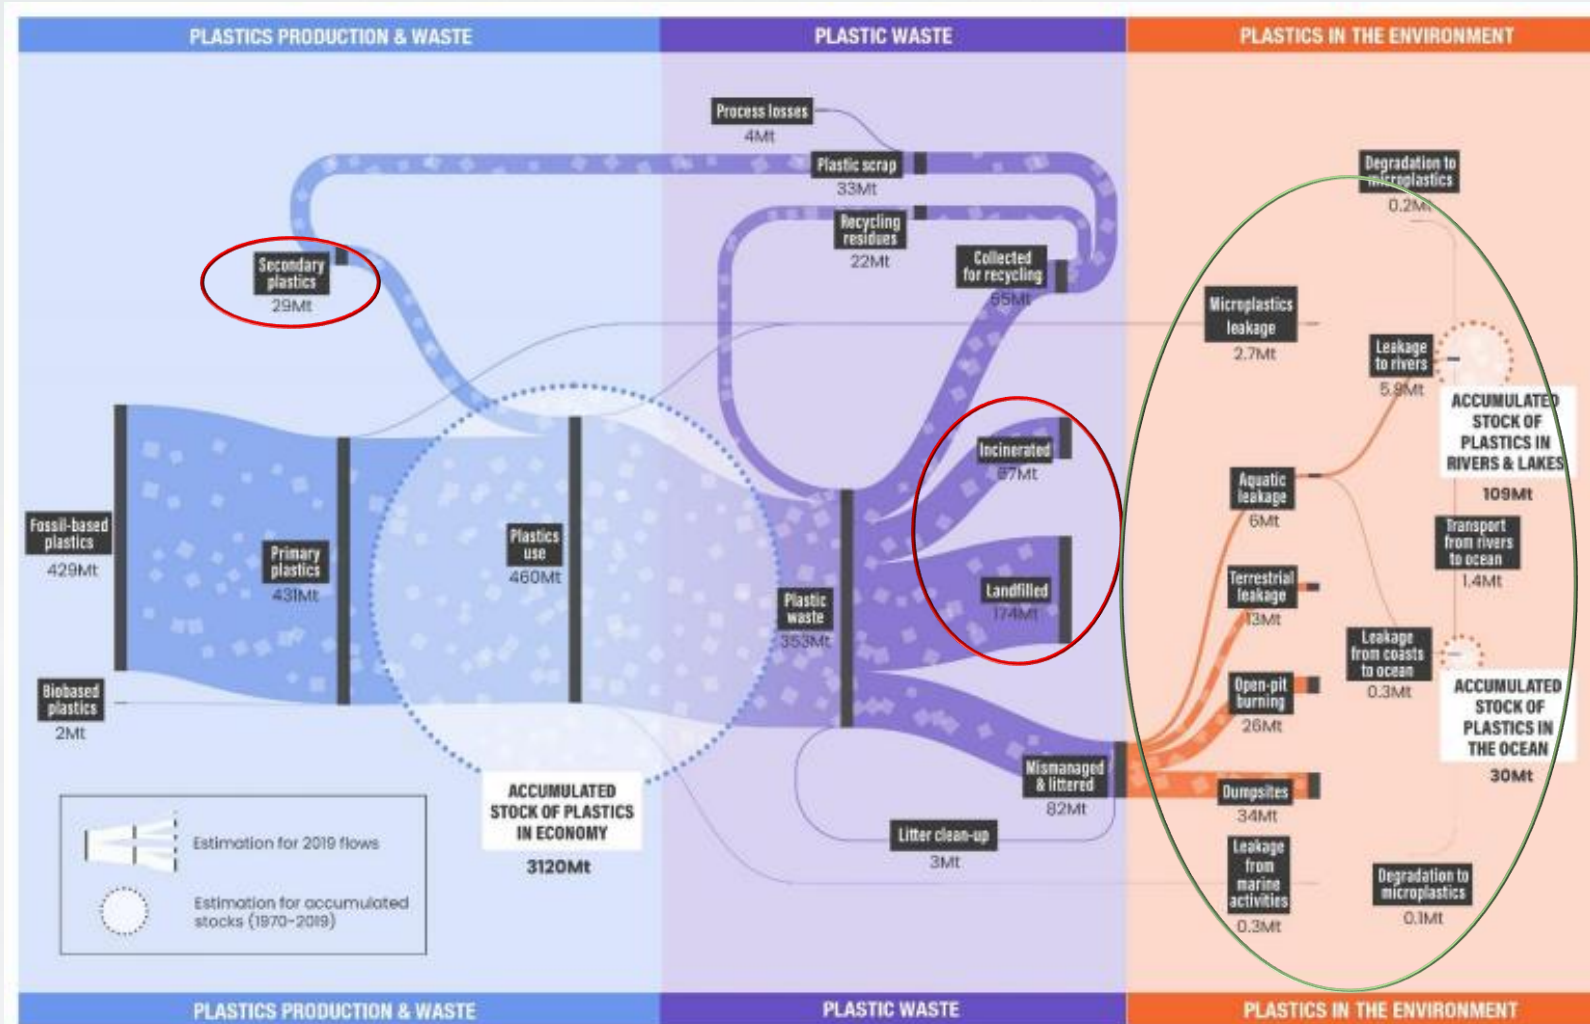 PLASTICS PRODUCTION & WASTE
PLASTIC WASTE
PLASTICS IN THE ENVIRONMENT
Process losses
4Mt
Plastic scrap
33Mt
Recycling
residues
22Mt
Collected
for recycling
65Mt
Secondary
plastics
29Mt
Fossil-based
plastics
429Mt
Primary
plastics
431Mt
Plastics
use
460Mt
Biobased
plastics
2Mt
ACCUMULATED
STOCK OF PLASTICS
IN ECONOMY
3120Mt
Estimation for 2019 flows
Estimation for accumulated
stocks (1970-2019)
Plastic
waste
353Mt
Incinerated
67Mt
Landfilled
174Mt
Mismanaged
& littered
82Mt
Litter clean-up
3Mt
Degradation to
microplastics
0.2Mt
Microplastics
leakage
2.7Mt
Leakage
to rivers
5.8Mt
ACCUMULATED
STOCK OF
PLASTICS IN
RIVERS & LAKES
109Mt
Aquatic
leakage
6Mt
Transport
from rivers
to ocean
1.4Mt
Terrestrial
leakage
13Mt
Leakage
from coasts
to ocean
0.3Mt
Open-pit
burning
26Mt
ACCUMULATED
STOCK OF
PLASTICS IN
THE OCEAN
30Mt
Dumpsites
34Mt
Leakage
from
marine
activities
0.3Mt
Degradation to
microplastics
0.1Mt
PLASTICS PRODUCTION & WASTE
PLASTIC WASTE
PLASTICS IN THE ENVIRONMENT